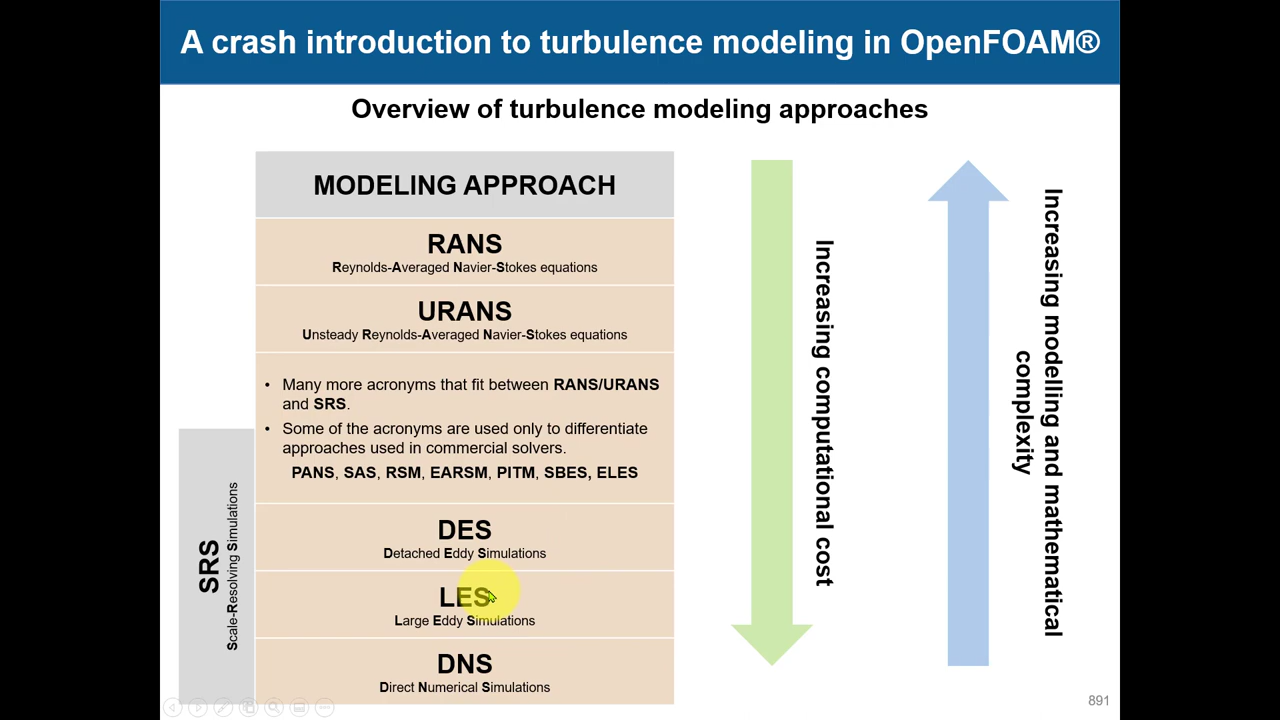 A crash introduction to turbulence modeling in OpenFOAM®
Overview of turbulence modeling approaches
MODELING APPROACH
RANS
Reynolds-Averaged Navier-Stokes equations
URANS
Unsteady Reynolds-Averaged Navier-Stokes equations
• Many more acronyms that fit between RANS/URANS
and SRS.
• Some of the acronyms are used only to differentiate
approaches used in commercial solvers.
PANS, SAS, RSM, EARSM, PITM, SBES, ELES
DES
Detached Eddy Simulations
LES
Large Eddy Simulations
DNS
Direct Numerical Simulations
SRS
Scale-Resolving Simulations
Increasing computational cost
Increasing modelling and mathematical
complexity
891